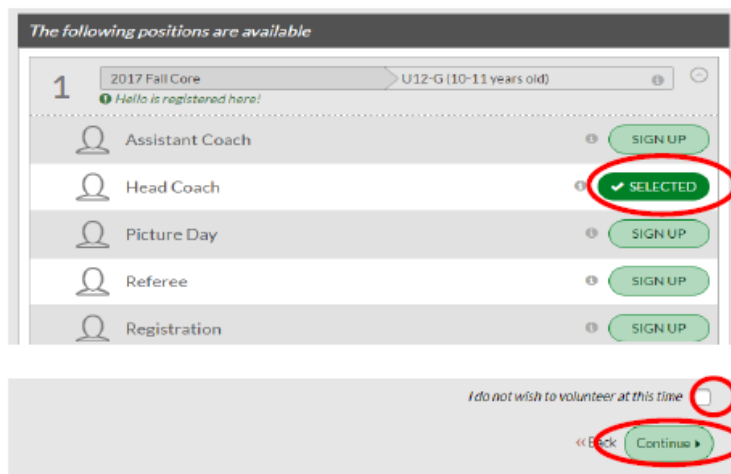 The following positions are available
1 2017 Fall Core U12-G (10-11 years old)
Hello is registered here!
Assistant Coach SIGN UP
Head Coach SELECTED
Picture Day SIGN UP
Referee SIGN UP
Registration SIGN UP
I do not wish to volunteer at this time
« Back Continue